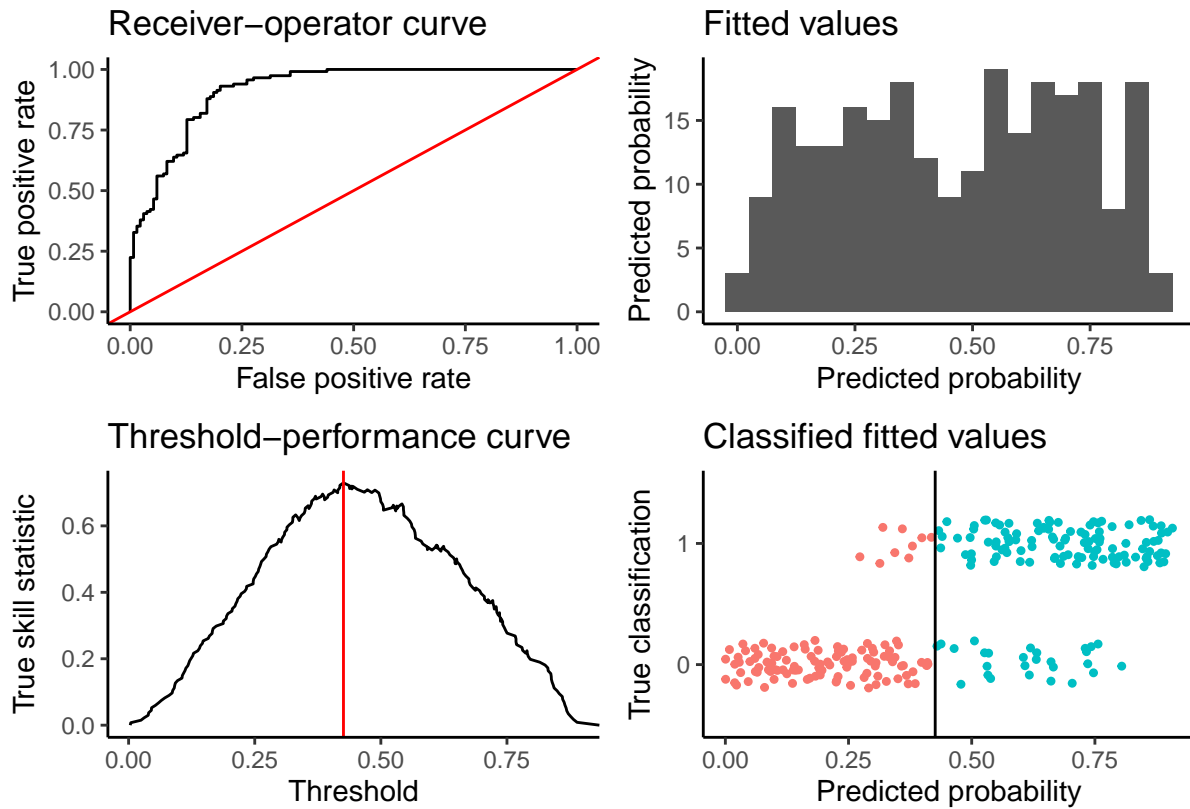 Receiver−operator curve
True positive rate
1.00
0.75
0.50
0.25
0.00
0.00 0.25 0.50 0.75 1.00
False positive rate
Fitted values
Predicted probability
15
10
5
0
0.00 0.25 0.50 0.75
Predicted probability
Threshold−performance curve
True skill statistic
0.6
0.4
0.2
0.0
0.00 0.25 0.50 0.75
Threshold
Classified fitted values
True classification
1
0
0.00 0.25 0.50 0.75
Predicted probability